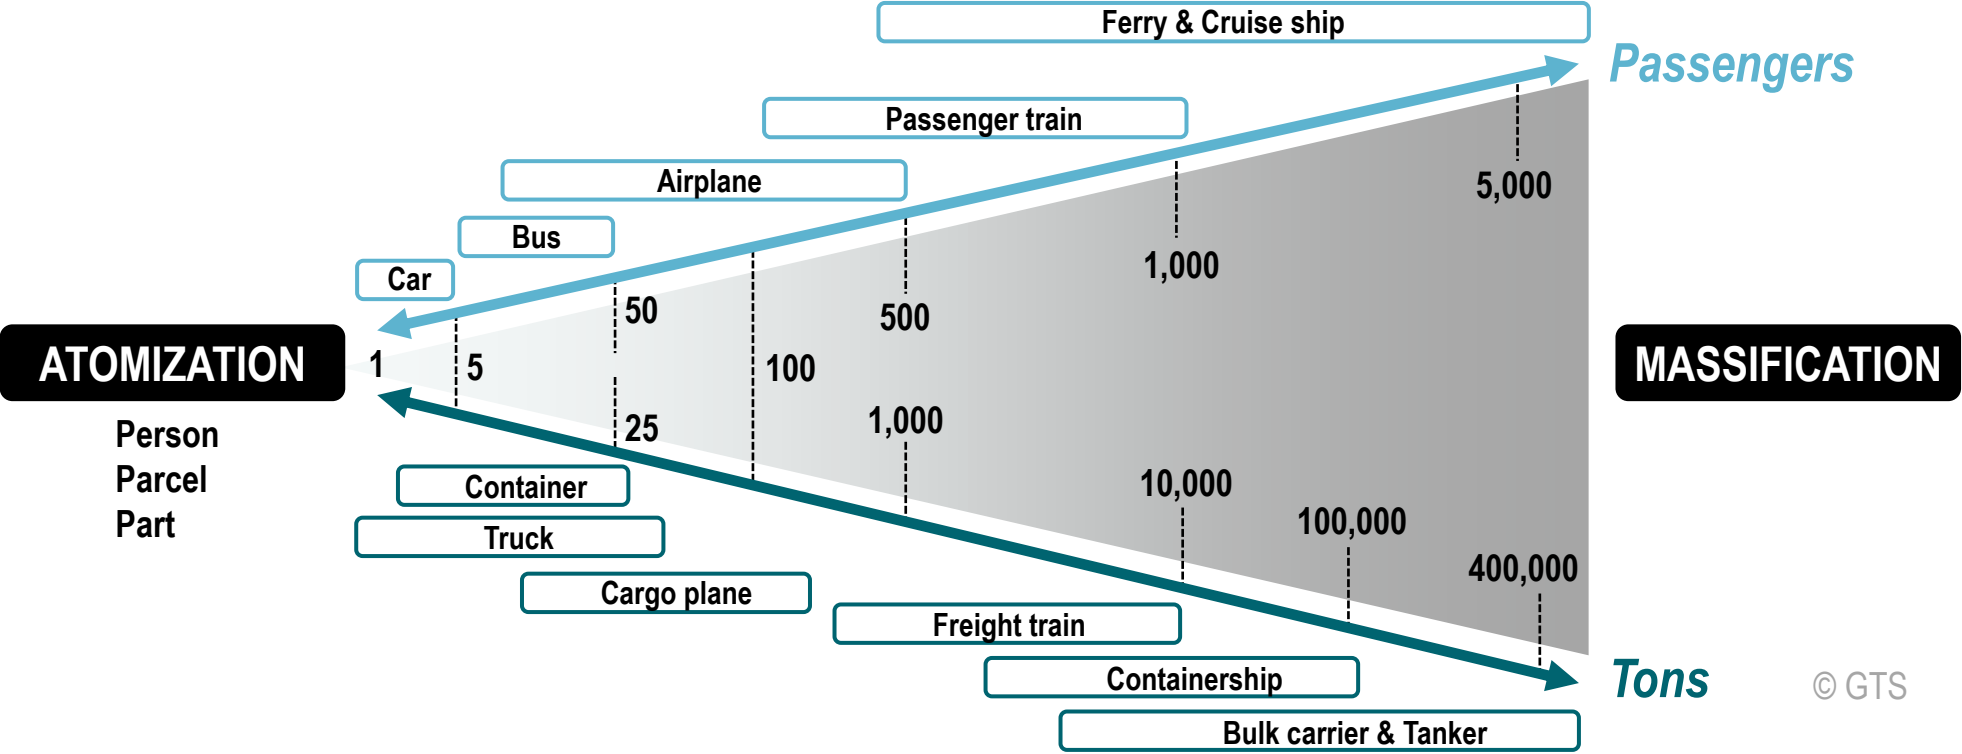 Ferry & Cruise ship
Passengers
Passenger train
Airplane
5,000
Bus
1,000
Car
50
500
ATOMIZATION
1
5
100
MASSIFICATION
Person
Parcel
Part
25
1,000
Container
10,000
Truck
100,000
400,000
Cargo plane
Freight train
Containership
Tons
© GTS
Bulk carrier & Tanker